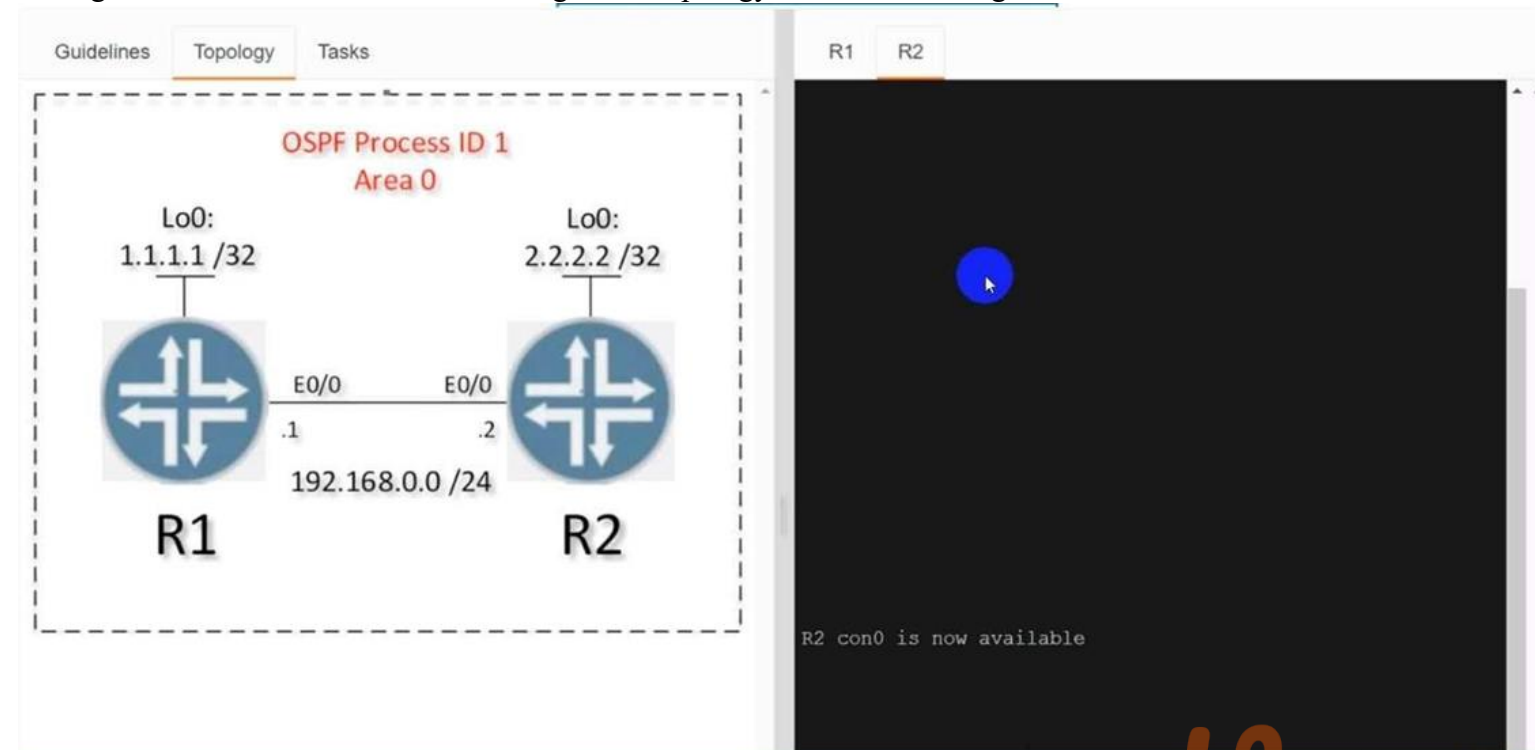 Guidelines Topology Tasks
R1 R2
OSPF Process ID 1
Area 0
Lo0:
1.1.1.1 /32
Lo0:
2.2.2.2 /32
E0/0
E0/0
.1
.2
192.168.0.0 /24
R1
R2
R2 con0 is now available